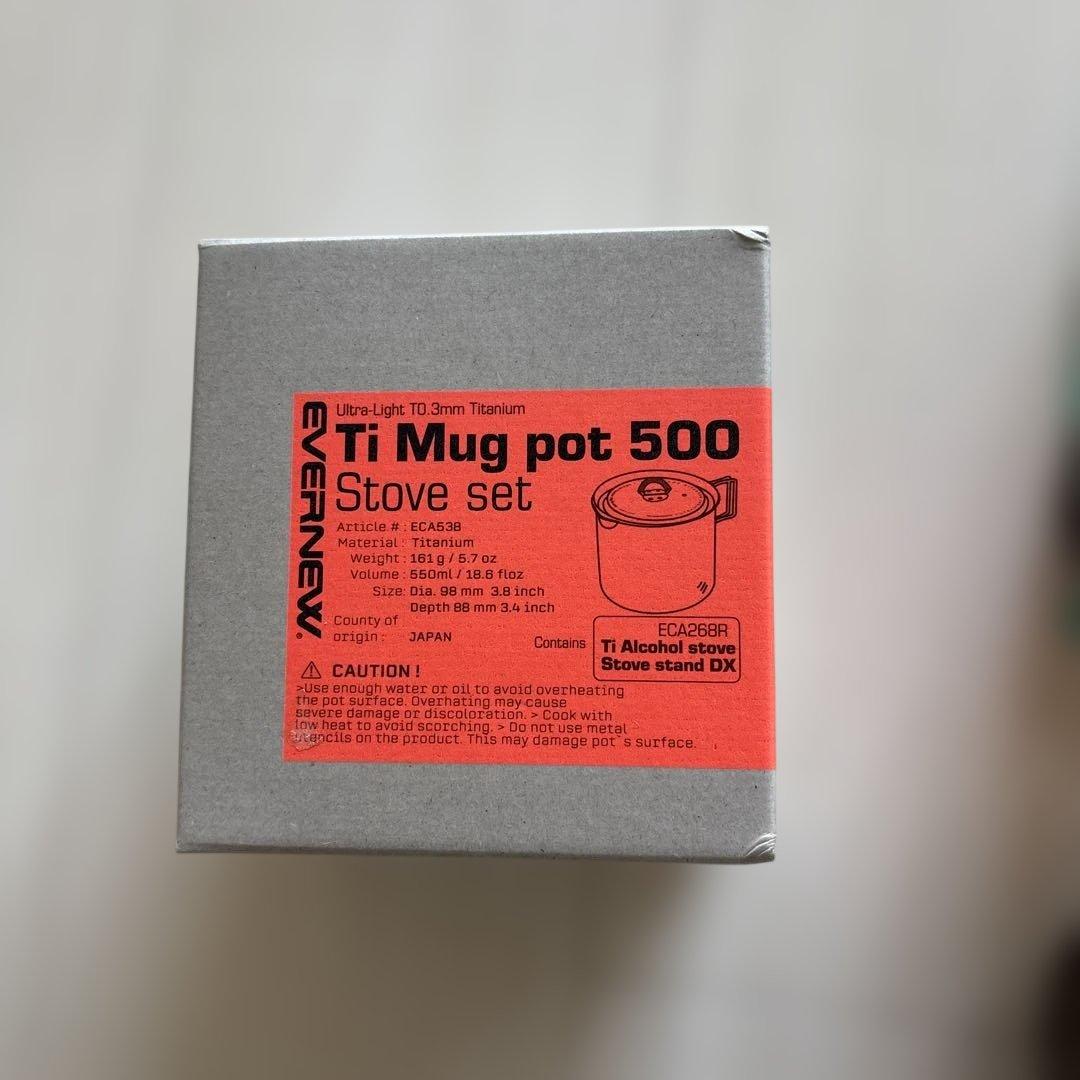 EVERNEW
Ultra-Light T0.3mm Titanium
Ti Mug pot 500
Stove set
Article # : ECA538
Material : Titanium
Weight : 161 g / 5.7 oz
Volume : 550ml / 18.6 floz
Size: Dia. 98 mm 3.8 inch
Depth 88 mm 3.4 inch
County of
origin : JAPAN
Contains
ECA268R
Ti Alcohol stove
Stove stand DX
CAUTION !
>Use enough water or oil to avoid overheating
the pot surface. Overhating may cause
severe damage or discoloration. > Cook with
low heat to avoid scorching. > Do not use metal
utencils on the product. This may damage pot`s surface.